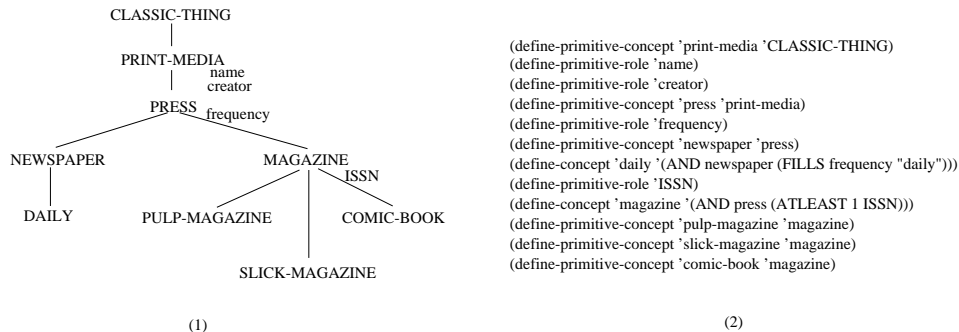 CLASSIC-THING
PRINT-MEDIA
name
creator
PRESS
frequency
NEWSPAPER
MAGAZINE
ISSN
DAILY
PULP-MAGAZINE
COMIC-BOOK
SLICK-MAGAZINE
(1)
(define-primitive-concept 'print-media 'CLASSIC-THING)
(define-primitive-role 'name)
(define-primitive-role 'creator)
(define-primitive-concept 'press 'print-media)
(define-primitive-role 'frequency)
(define-primitive-concept 'newspaper 'press)
(define-concept 'daily '(AND newspaper (FILLS frequency "daily")))
(define-primitive-role 'ISSN)
(define-concept 'magazine '(AND press (ATLEAST 1 ISSN)))
(define-primitive-concept 'pulp-magazine 'magazine)
(define-primitive-concept 'slick-magazine 'magazine)
(define-primitive-concept 'comic-book 'magazine)
(2)